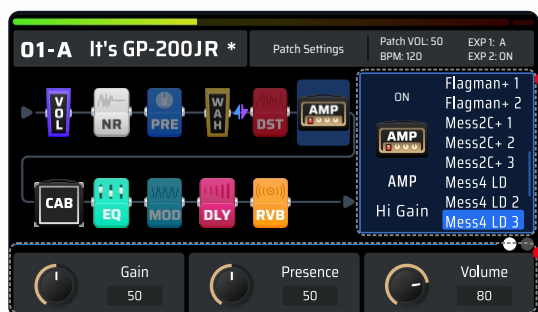 01-A It's GP-200JR *
Patch Settings
Patch VOL: 50 EXP 1: A
BPM: 120 EXP 2: ON
VOL
NR
PRE
WAH
DST
AMP
CAB
EQ
MOD
DLY
RVB
ON
AMP
AMP
Hi Gain
Flagman+ 1
Flagman+ 2
Mess2C+ 1
Mess2C+ 2
Mess2C+ 3
Mess4 LD
Mess4 LD 2
Mess4 LD 3
Gain
50
Presence
50
Volume
80